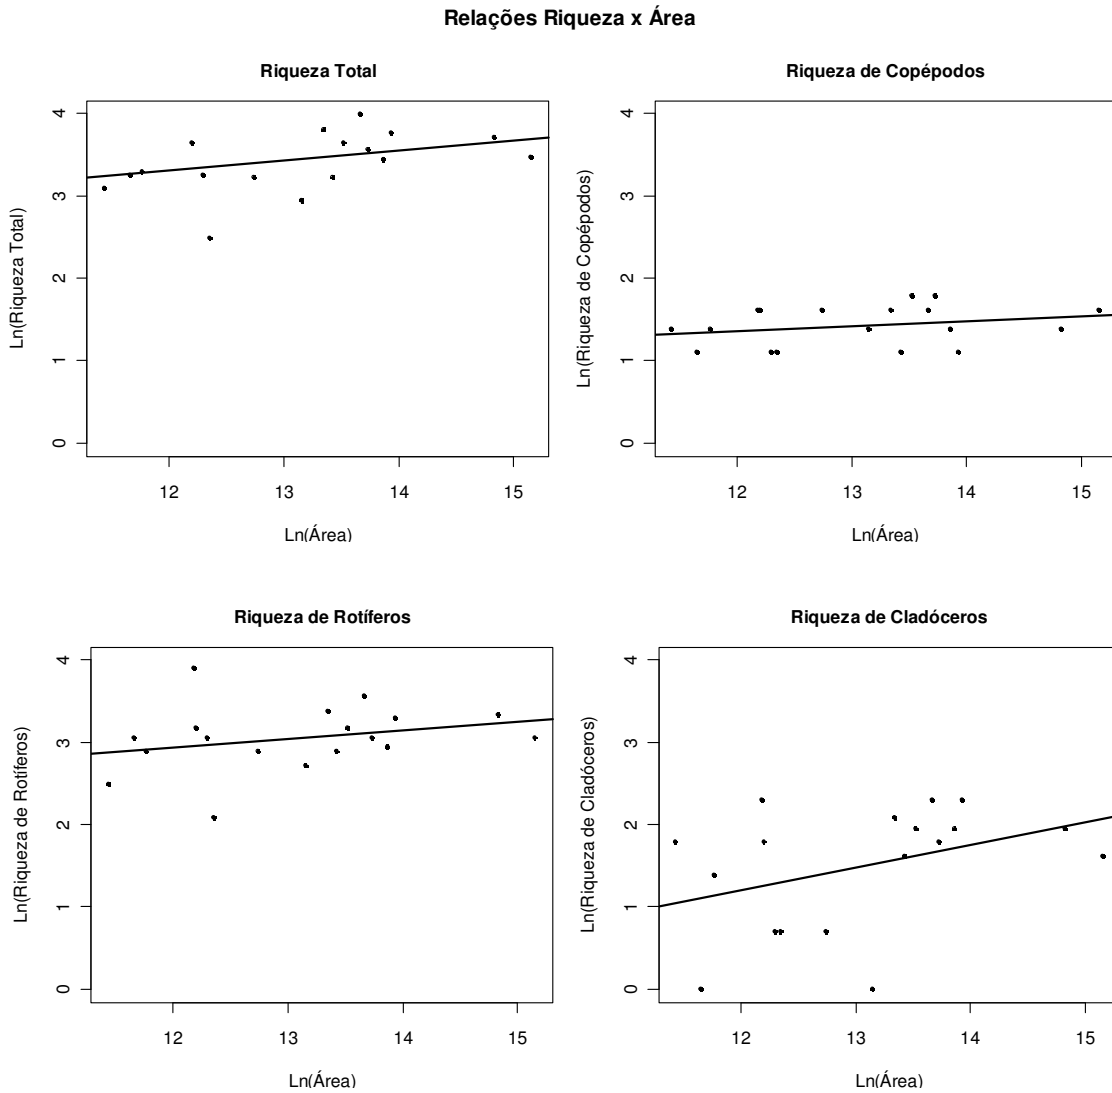 Relações Riqueza x Área
Riqueza Total
Ln(Riqueza Total)
4
3
2
1
0
12 13 14 15
Ln(Área)
Riqueza de Copépodos
Ln(Riqueza de Copépodos)
4
3
2
1
0
12 13 14 15
Ln(Área)
Riqueza de Rotíferos
Ln(Riqueza de Rotíferos)
4
3
2
1
0
12 13 14 15
Ln(Área)
Riqueza de Cladóceros
Ln(Riqueza de Cladóceros)
4
3
2
1
0
12 13 14 15
Ln(Área)